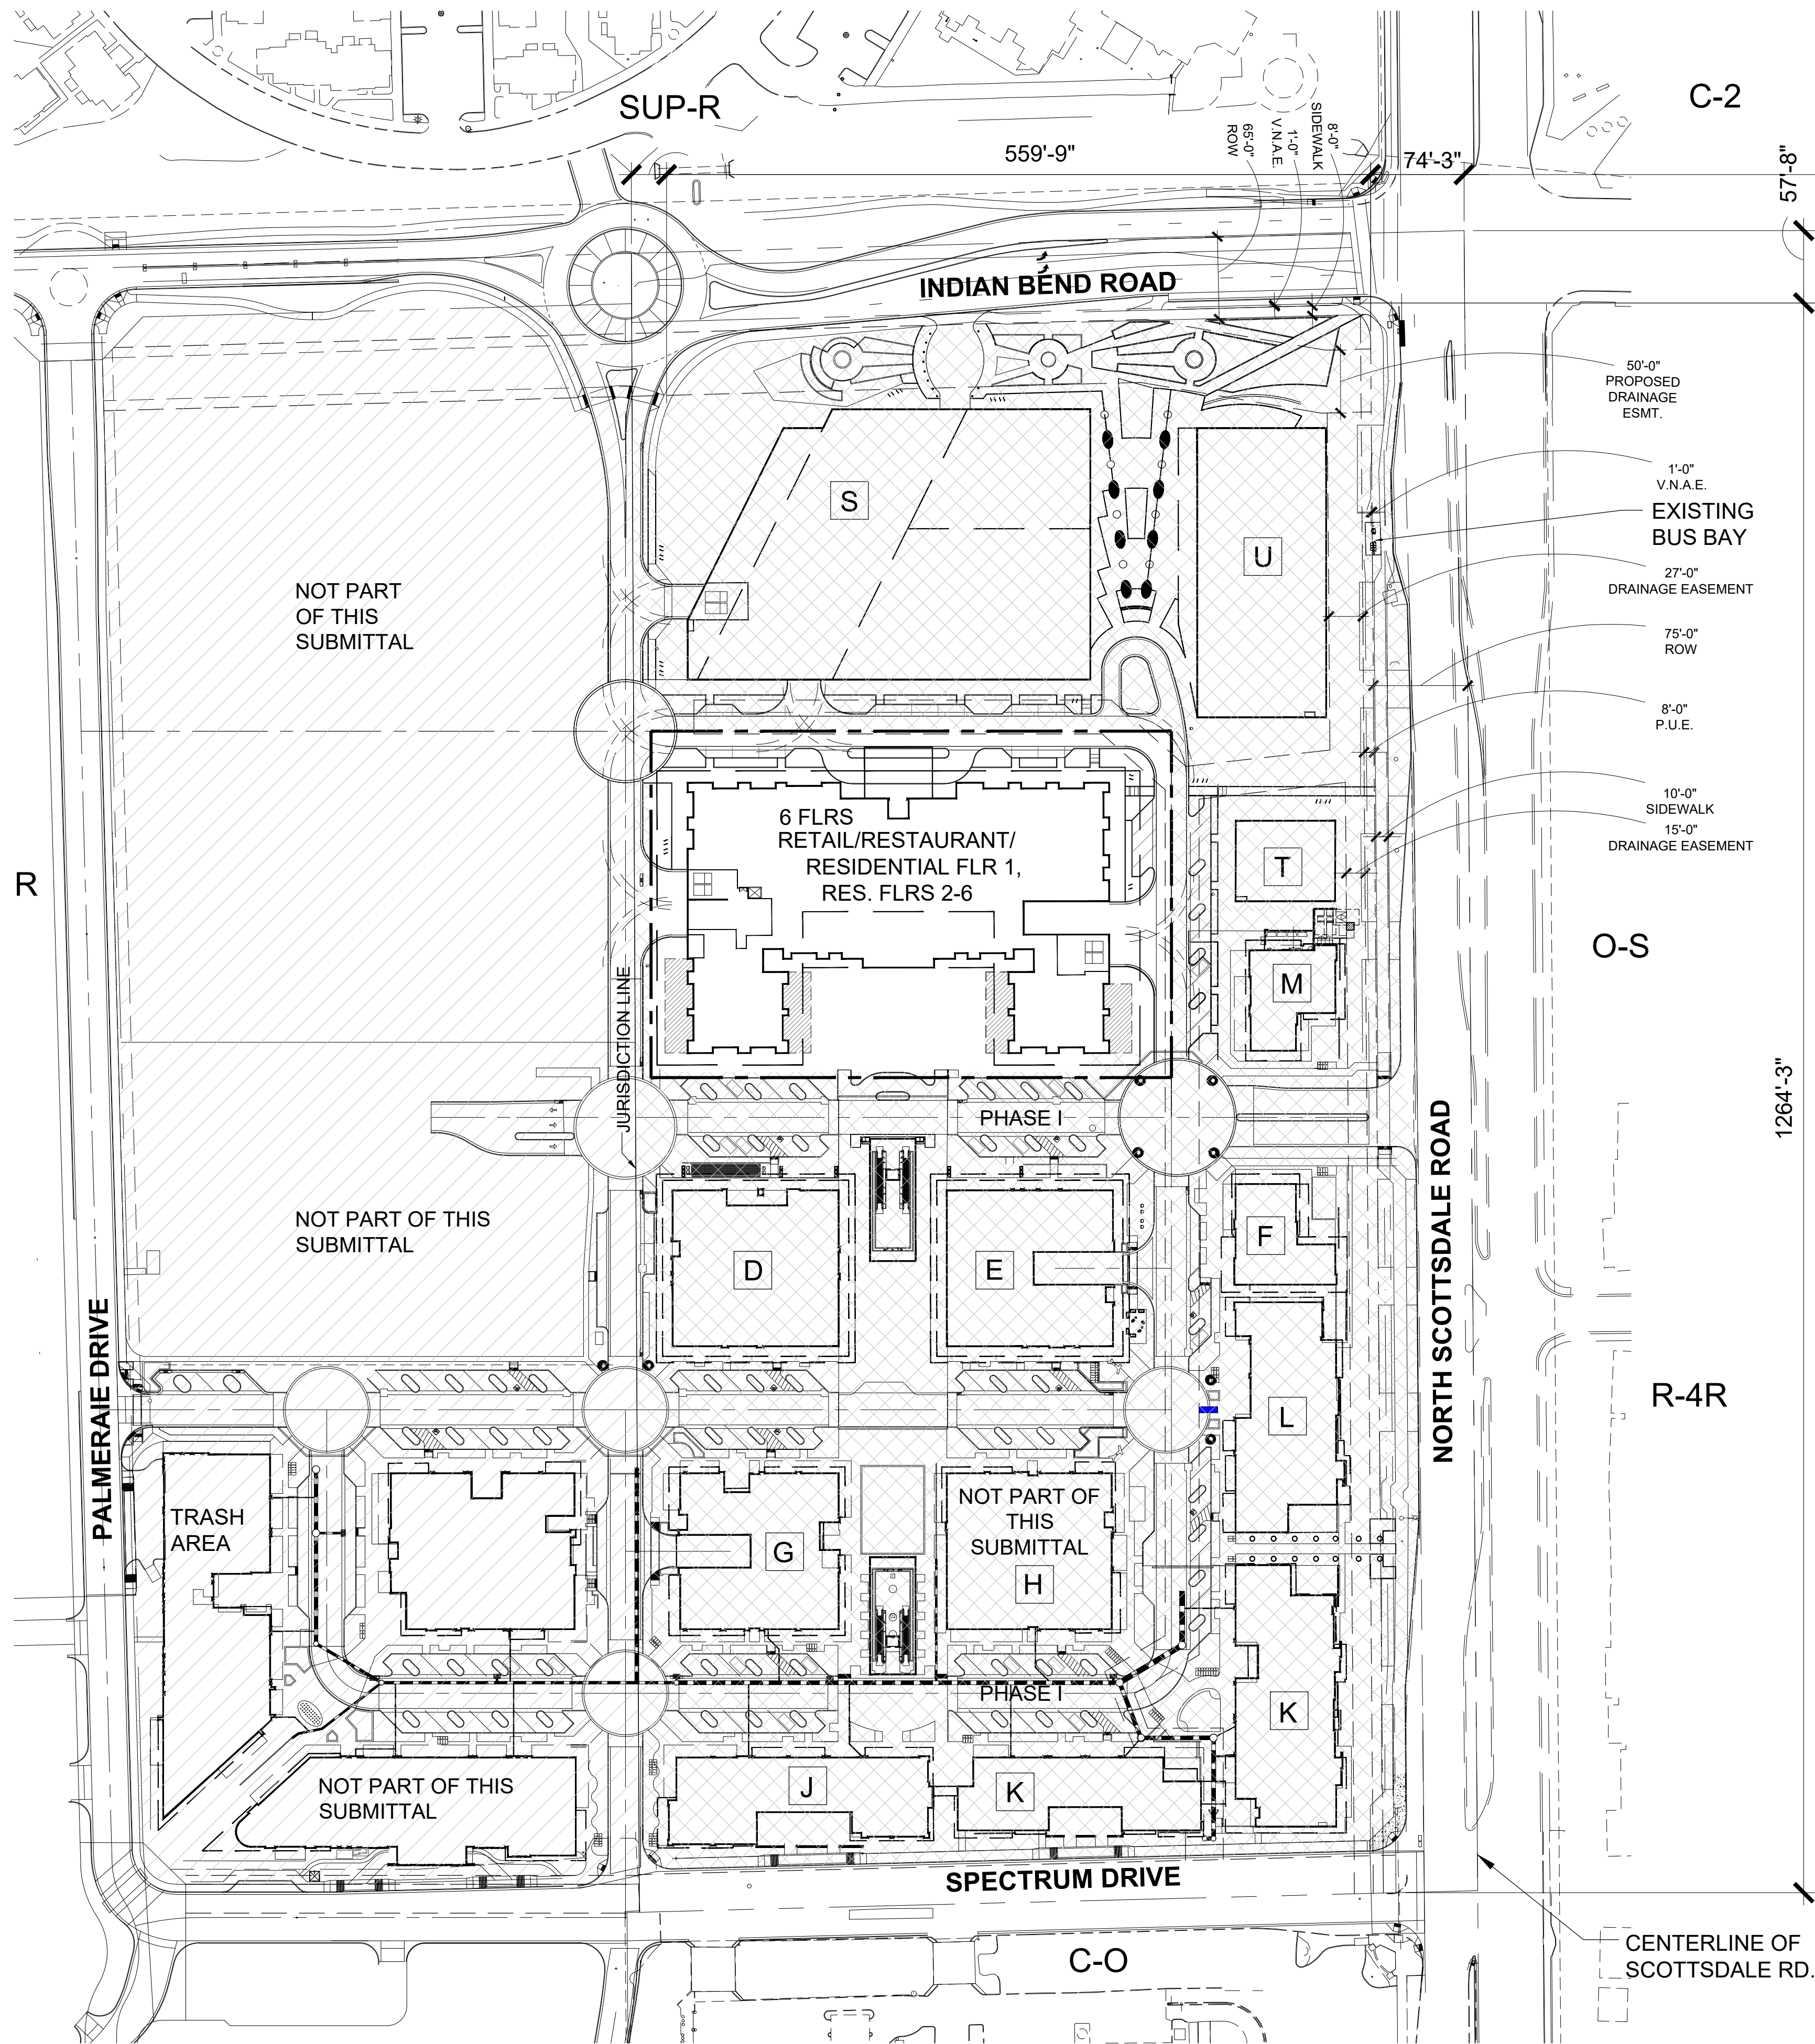 SUP-R
C-2
559'-9"
65'-0"
ROW
1'-0"
V.N.A.E.
8'-0"
SIDEWALK
74'-3"
57'-8"
INDIAN BEND ROAD
50'-0"
PROPOSED
DRAINAGE
ESMT.
1'-0"
V.N.A.E.
EXISTING
BUS BAY
27'-0"
DRAINAGE EASEMENT
75'-0"
ROW
8'-0"
P.U.E.
10'-0"
SIDEWALK
15'-0"
DRAINAGE EASEMENT
S
U
NOT PART
OF THIS
SUBMITTAL
6 FLRS
RETAIL/RESTAURANT/
RESIDENTIAL FLR 1,
RES. FLRS 2-6
T
R
O-S
M
JURISDICTION LINE
1264'-3"
PHASE I
NORTH SCOTTSDALE ROAD
NOT PART OF THIS
SUBMITTAL
D
E
F
PALMERAIE DRIVE
R-4R
L
TRASH
AREA
G
NOT PART OF
THIS
SUBMITTAL
H
PHASE I
K
NOT PART OF THIS
SUBMITTAL
J
K
SPECTRUM DRIVE
C-O
CENTERLINE OF
SCOTTSDALE RD.